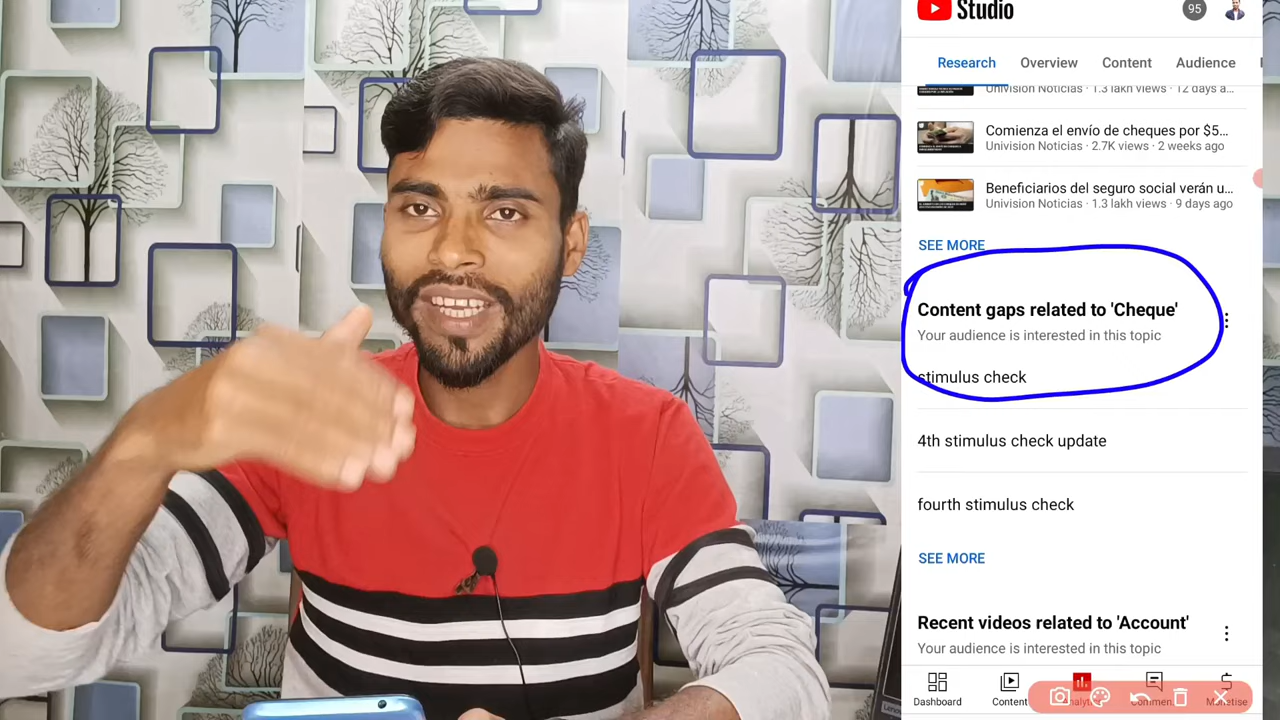 Studio
95
Research Overview Content Audience
Univision Noticias · 1.3 lakh views · 12 days a...
Comienza el envío de cheques por $5...
Univision Noticias · 2.7K views · 2 weeks ago
Beneficiarios del seguro social verán u...
Univision Noticias · 1.3 lakh views · 9 days ago
SEE MORE
Content gaps related to 'Cheque'
Your audience is interested in this topic
stimulus check
4th stimulus check update
fourth stimulus check
SEE MORE
Recent videos related to 'Account'
Your audience is interested in this topic
Dashboard Content
Monetise